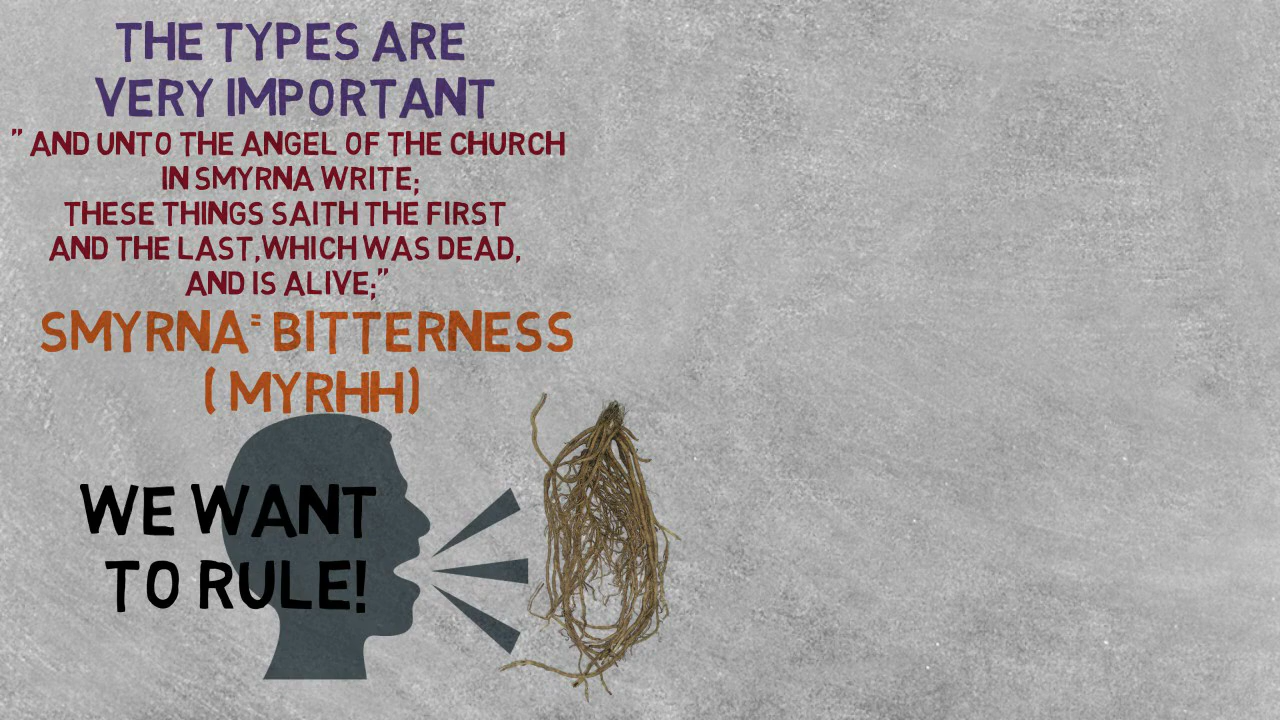 THE TYPES ARE
VERY IMPORTANT
" AND UNTO THE ANGEL OF THE CHURCH
IN SMYRNA WRITE;
THESE THINGS SAITH THE FIRST
AND THE LAST,WHICH WAS DEAD,
AND IS ALIVE;"
SMYRNA= BITTERNESS
( MYRHH)
WE WANT
TO RULE!